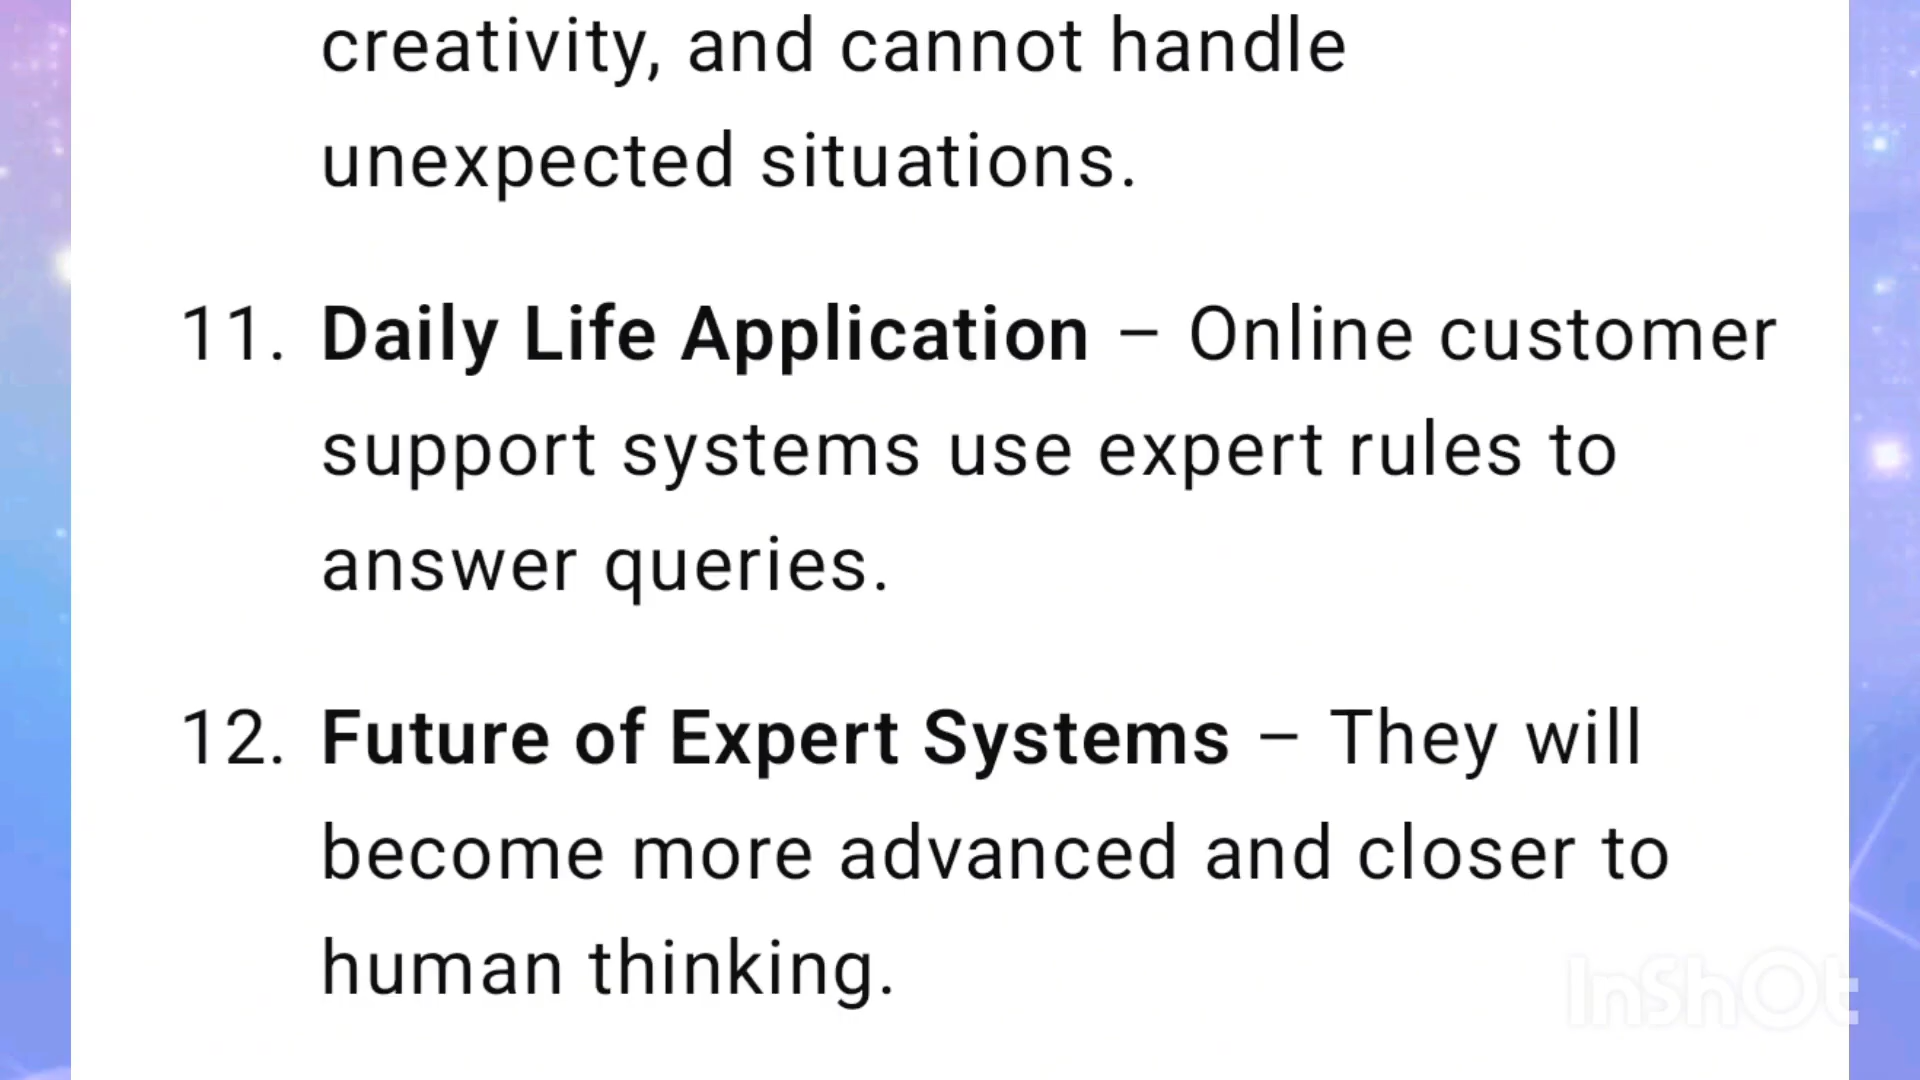 creativity, and cannot handle
unexpected situations.
11. Daily Life Application – Online customer
support systems use expert rules to
answer queries.
12. Future of Expert Systems – They will
become more advanced and closer to
human thinking.
InShOt